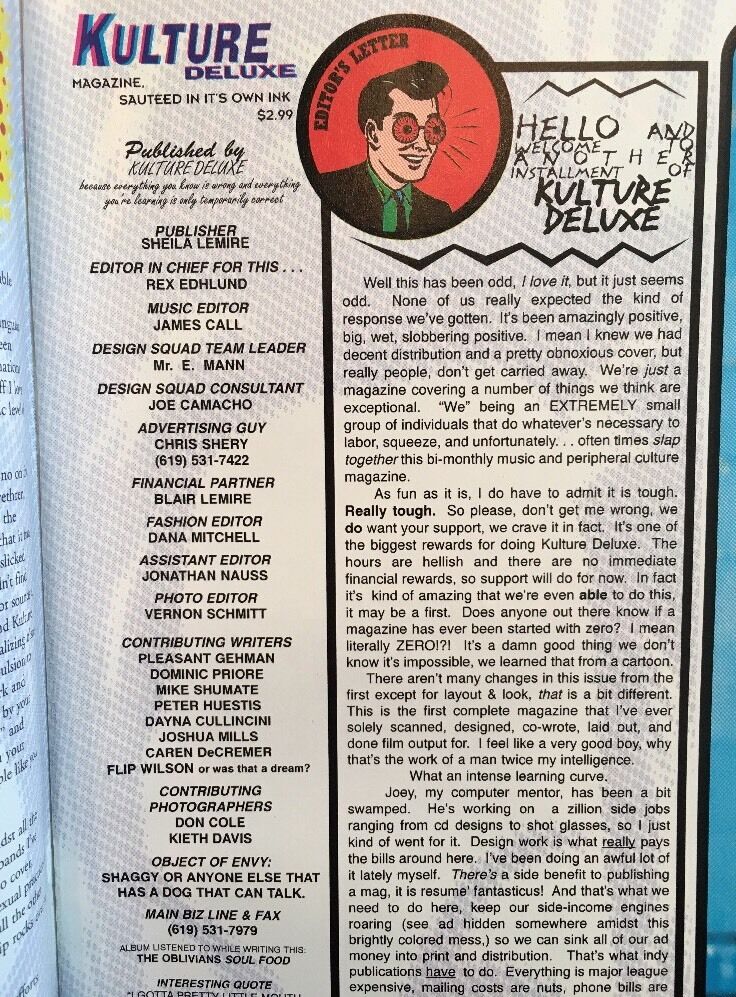 KULTURE
DELUXE
MAGAZINE,
SAUTEED IN IT'S OWN INK
$2.99
Published by
KULTURE DELUXE
because everything you know is wrong and everything
you're learning is only temporarily correct
PUBLISHER
SHEILA LEMIRE
EDITOR IN CHIEF FOR THIS . . .
REX EDHLUND
MUSIC EDITOR
JAMES CALL
DESIGN SQUAD TEAM LEADER
Mr. E. MANN
DESIGN SQUAD CONSULTANT
JOE CAMACHO
ADVERTISING GUY
CHRIS SHERY
(619) 531-7422
FINANCIAL PARTNER
BLAIR LEMIRE
FASHION EDITOR
DANA MITCHELL
ASSISTANT EDITOR
JONATHAN NAUSS
PHOTO EDITOR
VERNON SCHMITT
CONTRIBUTING WRITERS
PLEASANT GEHMAN
DOMINIC PRIORE
MIKE SHUMATE
PETER HUESTIS
DAYNA CULLINCINI
JOSHUA MILLS
CAREN DeCREMER
FLIP WILSON or was that a dream?
CONTRIBUTING
PHOTOGRAPHERS
DON COLE
KIETH DAVIS
OBJECT OF ENVY:
SHAGGY OR ANYONE ELSE THAT
HAS A DOG THAT CAN TALK.
MAIN BIZ LINE & FAX
(619) 531-7979
ALBUM LISTENED TO WHILE WRITING THIS:
THE OBLIVIANS SOUL FOOD
INTERESTING QUOTE
"I GOTTA PRETTY LITTLE MOUTH
EDITOR'S LETTER
HELLO AND
WELCOME TO
ANOTHER
INSTALLMENT OF
KULTURE
DELUXE
Well this has been odd, I love it, but it just seems
odd. None of us really expected the kind of
response we've gotten. It's been amazingly positive,
big, wet, slobbering positive. I mean I knew we had
decent distribution and a pretty obnoxious cover, but
really people, don't get carried away. We're just a
magazine covering a number of things we think are
exceptional. "We" being an EXTREMELY small
group of individuals that do whatever's necessary to
labor, squeeze, and unfortunately. . . often times slap
together this bi-monthly music and peripheral culture
magazine.
As fun as it is, I do have to admit it is tough.
Really tough. So please, don't get me wrong, we
do want your support, we crave it in fact. It's one of
the biggest rewards for doing Kulture Deluxe. The
hours are hellish and there are no immediate
financial rewards, so support will do for now. In fact
it's kind of amazing that we're even able to do this,
it may be a first. Does anyone out there know if a
magazine has ever been started with zero? I mean
literally ZERO!?! It's a damn good thing we don't
know it's impossible, we learned that from a cartoon.
There aren't many changes in this issue from the
first except for layout & look, that is a bit different.
This is the first complete magazine that I've ever
solely scanned, designed, co-wrote, laid out, and
done film output for. I feel like a very good boy, why
that's the work of a man twice my intelligence.
What an intense learning curve.
Joey, my computer mentor, has been a bit
swamped. He's working on a zillion side jobs
ranging from cd designs to shot glasses, so I just
kind of went for it. Design work is what really pays
the bills around here. I've been doing an awful lot of
it lately myself. There's a side benefit to publishing
a mag, it is resume' fantasticus! And that's what we
need to do here, keep our side-income engines
roaring (see ad hidden somewhere amidst this
brightly colored mess,) so we can sink all of our ad
money into print and distribution. That's what indy
publications have to do. Everything is major league
expensive, mailing costs are nuts, phone bills are